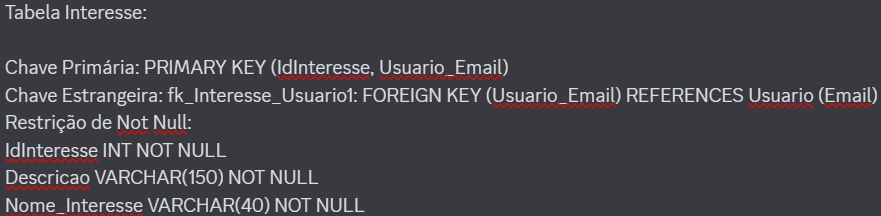 Tabela Interesse:
Chave Primária: PRIMARY KEY (IdInteresse, Usuario_Email)
Chave Estrangeira: fk_Interesse_Usuario1: FOREIGN KEY (Usuario_Email) REFERENCES Usuario (Email)
Restrição de Not Null:
IdInteresse INT NOT NULL
Descricao VARCHAR(150) NOT NULL
Nome_Interesse VARCHAR(40) NOT NULL